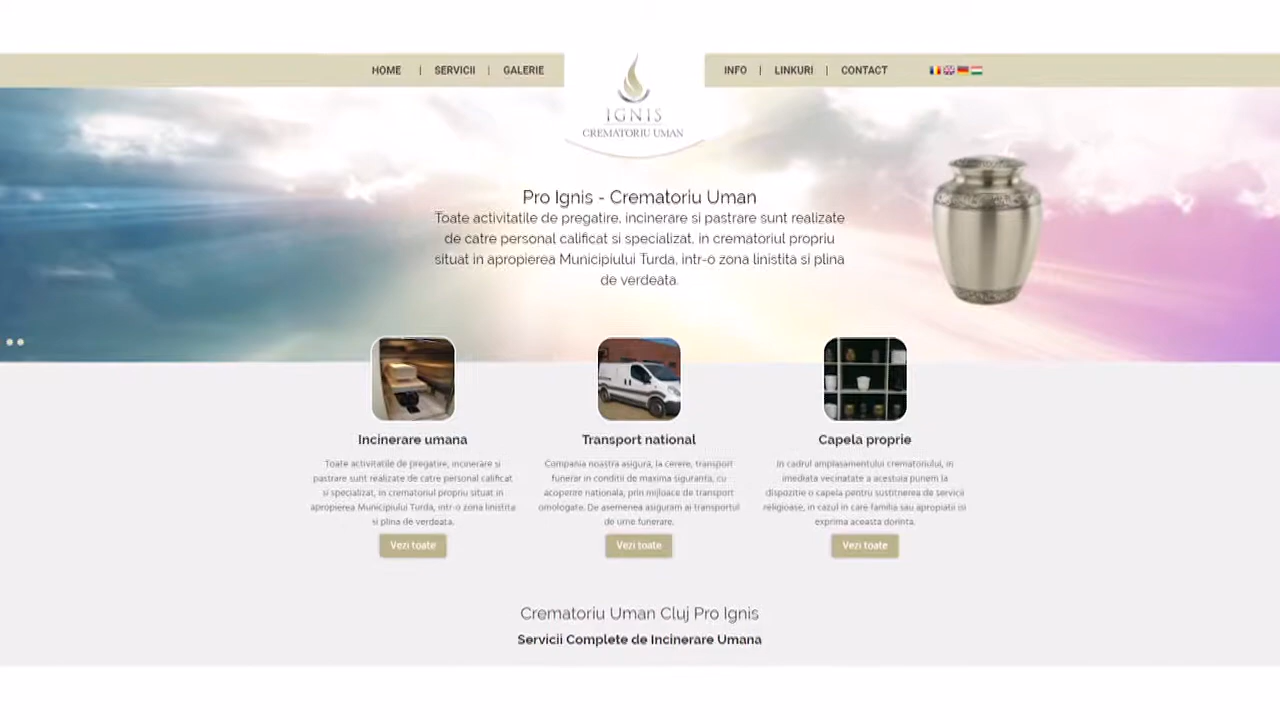 HOME | SERVICII | GALERIE
INFO | LINKURI | CONTACT
IGNIS
CREMATORIU UMAN
Pro Ignis - Crematoriu Uman
Toate activitatile de pregatire, incinerare si pastrare sunt realizate
de catre personal calificat si specializat, in crematoriul propriu
situat in apropierea Municipiului Turda, intr-o zona linistita si plina
de verdeata.
Incinerare umana
Toate activitatile de pregatire, incinerare si
pastrare sunt realizate de catre personal calificat
si specializat, in crematoriul propriu situat in
apropierea Municipiului Turda, intr-o zona linistita
si plina de verdeata.
Vezi toate
Transport national
Compania noastra asigura, la cerere, transport
funerar in conditii de maxima siguranta, cu
acoperire nationala, prin mijloace de transport
omologate. De asemenea asiguram si transportul
de urne funerare.
Vezi toate
Capela proprie
In cadrul amplasamentului crematoriului, in
imediata vecinatate a acestuia punem la
dispozitie o capela pentru sustitnerea de servicii
religioase, in cazul in care familia sau apropiatii isi
exprima aceasta dorinta.
Vezi toate
Crematoriu Uman Cluj Pro Ignis
Servicii Complete de Incinerare Umana